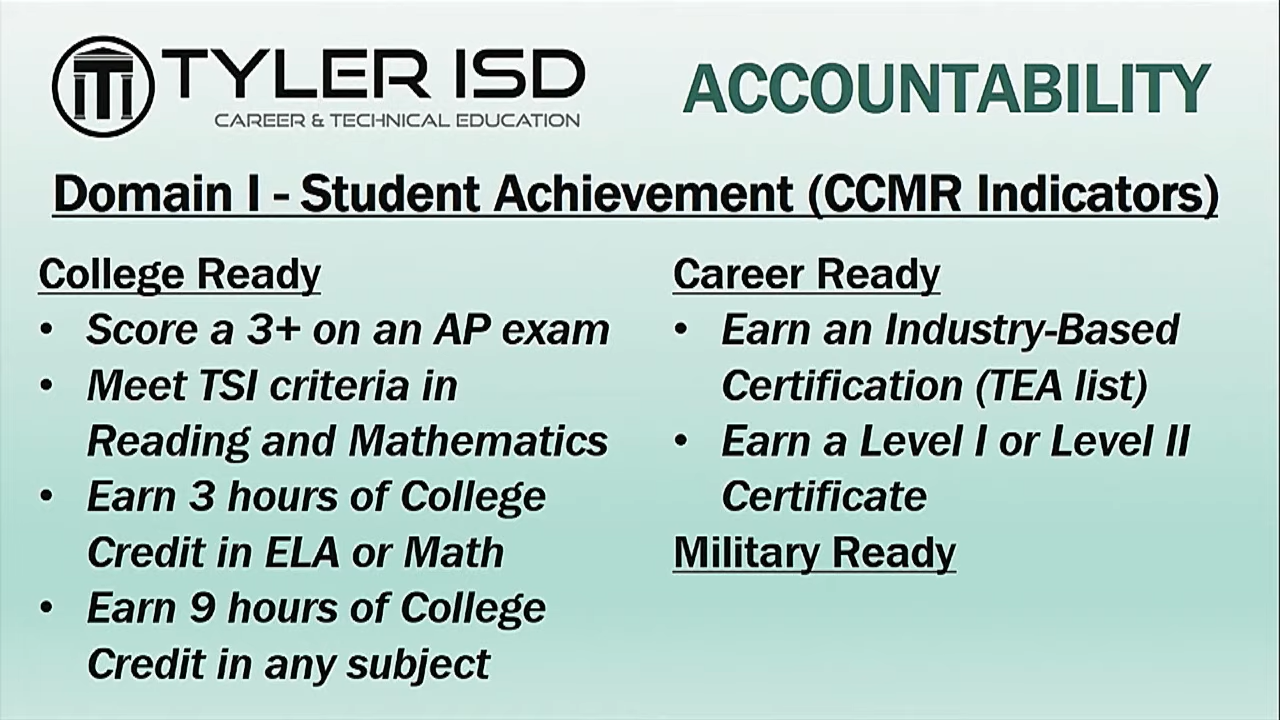 TYLER ISD
CAREER & TECHNICAL EDUCATION
ACCOUNTABILITY
Domain I - Student Achievement (CCMR Indicators)
College Ready
• Score a 3+ on an AP exam
• Meet TSI criteria in
Reading and Mathematics
• Earn 3 hours of College
Credit in ELA or Math
• Earn 9 hours of College
Credit in any subject
Career Ready
• Earn an Industry-Based
Certification (TEA list)
• Earn a Level I or Level II
Certificate
Military Ready